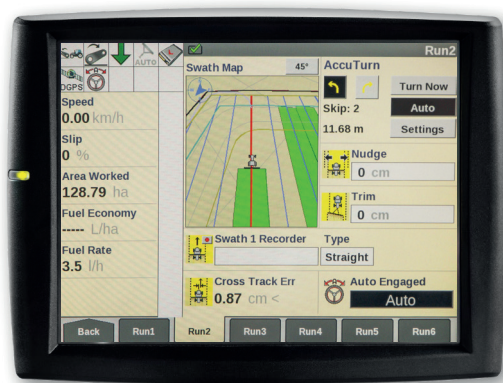 Run2
AUTO
DGPS
Speed
0.00 km/h
Slip
0 %
Area Worked
128.79 ha
Fuel Economy
----- L/ha
Fuel Rate
3.5 l/h
Swath Map
45°
AccuTurn
Turn Now
Skip: 2
Auto
11.68 m
Settings
Nudge
0 cm
Trim
0 cm
Swath 1 Recorder
Type
Straight
Cross Track Err
0.87 cm <
Auto Engaged
Auto
Back
Run1
Run2
Run3
Run4
Run5
Run6